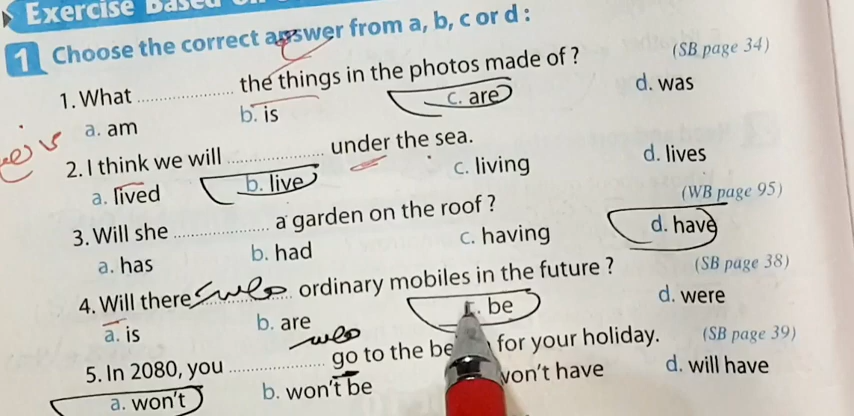 Exercise Based on
1 Choose the correct answer from a, b, c or d :
1. What .................... the things in the photos made of ? (SB page 34)
a. am b. is c. are d. was
2. I think we will .................... under the sea.
a. lived b. live c. living d. lives
3. Will she .................... a garden on the roof ? (WB page 95)
a. has b. had c. having d. have
4. Will there .................... ordinary mobiles in the future ? (SB page 38)
a. is b. are c. be d. were
5. In 2080, you .................... go to the for your holiday. (SB page 39)
a. won't b. won't be won't have d. will have